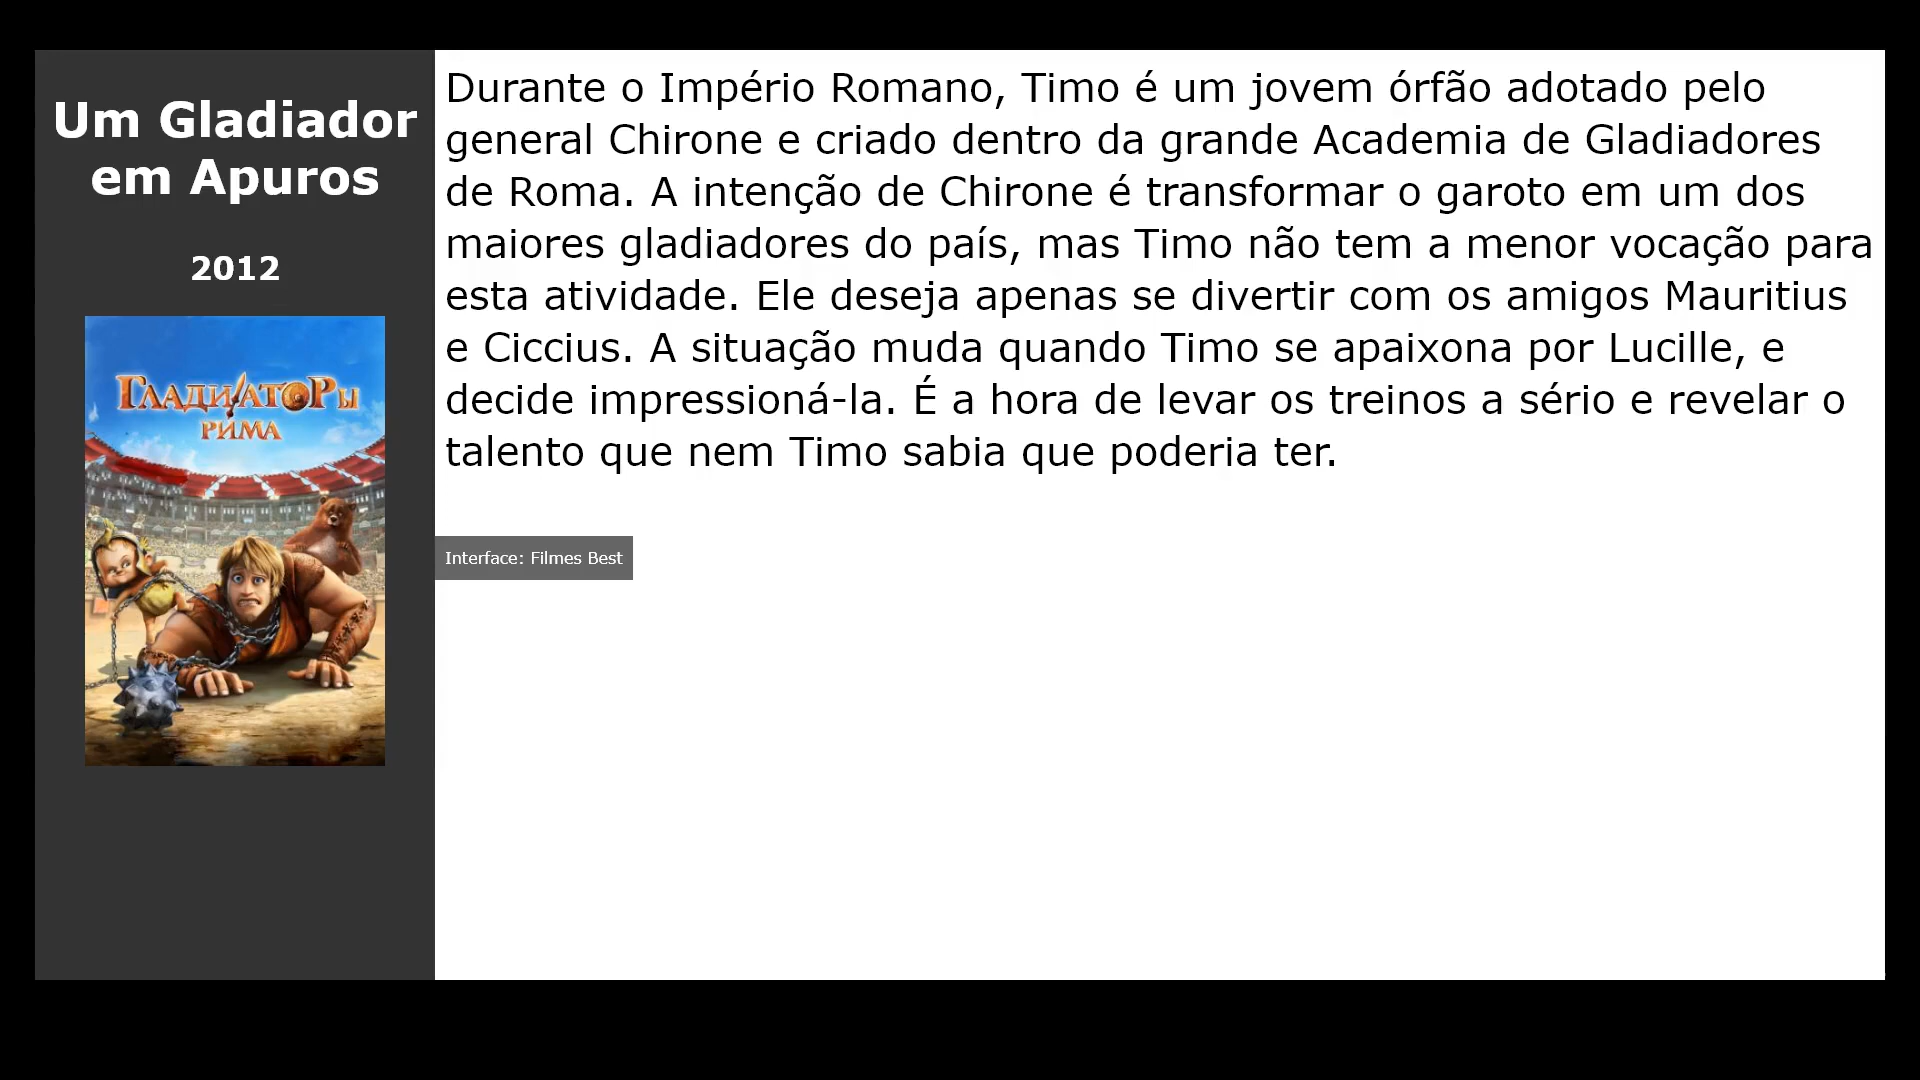 Um Gladiador
em Apuros
2012
ГЛАДИАТОРЫ
РИМА
Durante o Império Romano, Timo é um jovem órfão adotado pelo
general Chirone e criado dentro da grande Academia de Gladiadores
de Roma. A intenção de Chirone é transformar o garoto em um dos
maiores gladiadores do país, mas Timo não tem a menor vocação para
esta atividade. Ele deseja apenas se divertir com os amigos Mauritius
e Ciccius. A situação muda quando Timo se apaixona por Lucille, e
decide impressioná-la. É a hora de levar os treinos a sério e revelar o
talento que nem Timo sabia que poderia ter.
Interface: Filmes Best